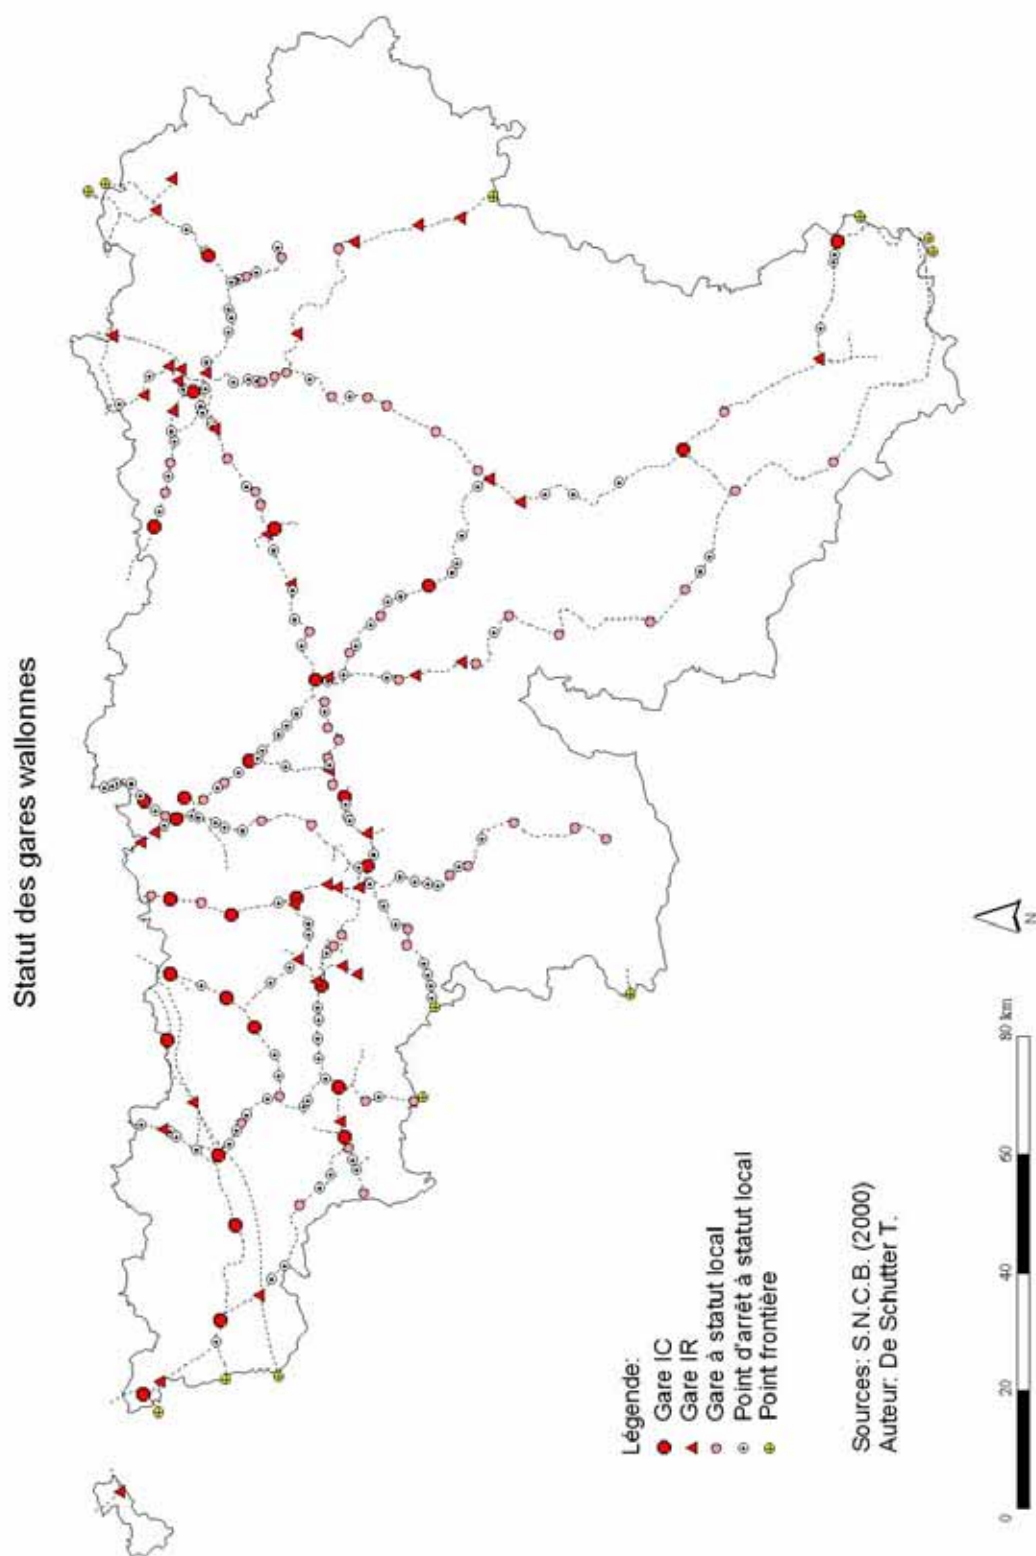 Statut des gares wallonnes
Légende:
Gare IC
Gare IR
Gare à statut local
Point d'arrêt à statut local
Point frontière
Sources: S.N.C.B. (2000)
Auteur: De Schutter T.
0 20 40 60 80 km
N